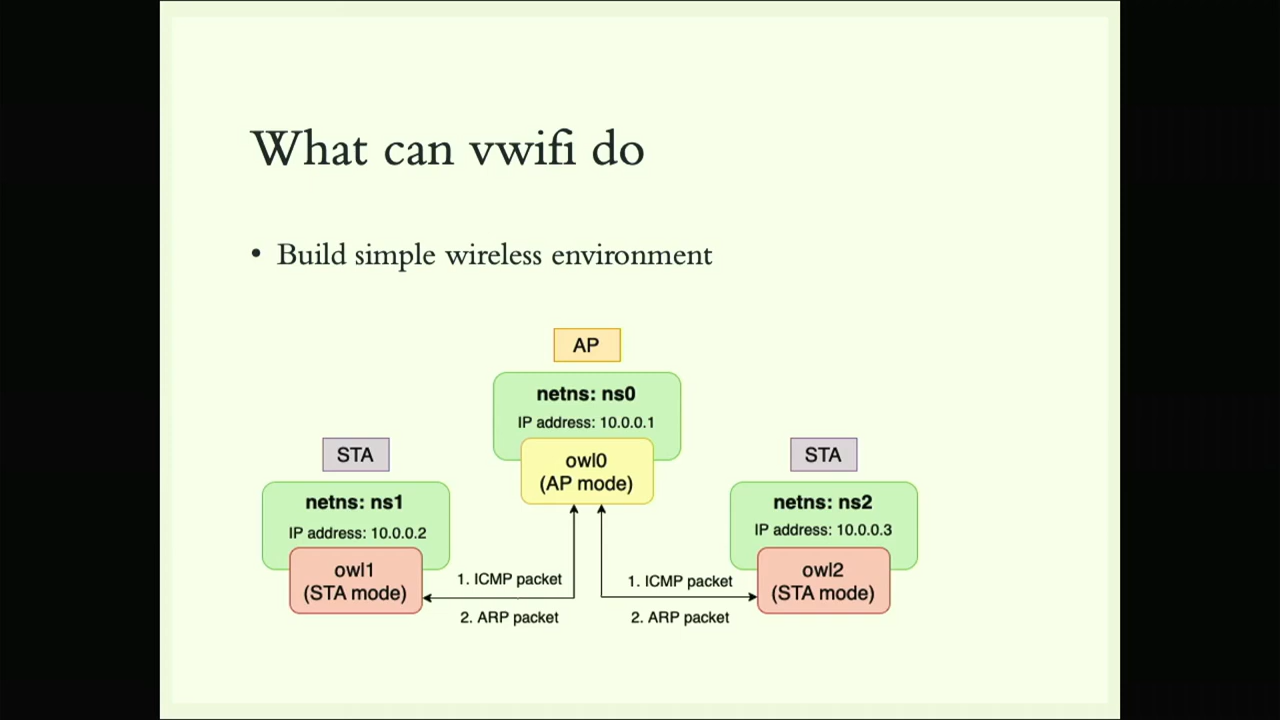 What can vwifi do
• Build simple wireless environment
AP
netns: ns0
IP address: 10.0.0.1
owl0
(AP mode)
STA
netns: ns1
IP address: 10.0.0.2
owl1
(STA mode)
1. ICMP packet
2. ARP packet
1. ICMP packet
2. ARP packet
STA
netns: ns2
IP address: 10.0.0.3
owl2
(STA mode)